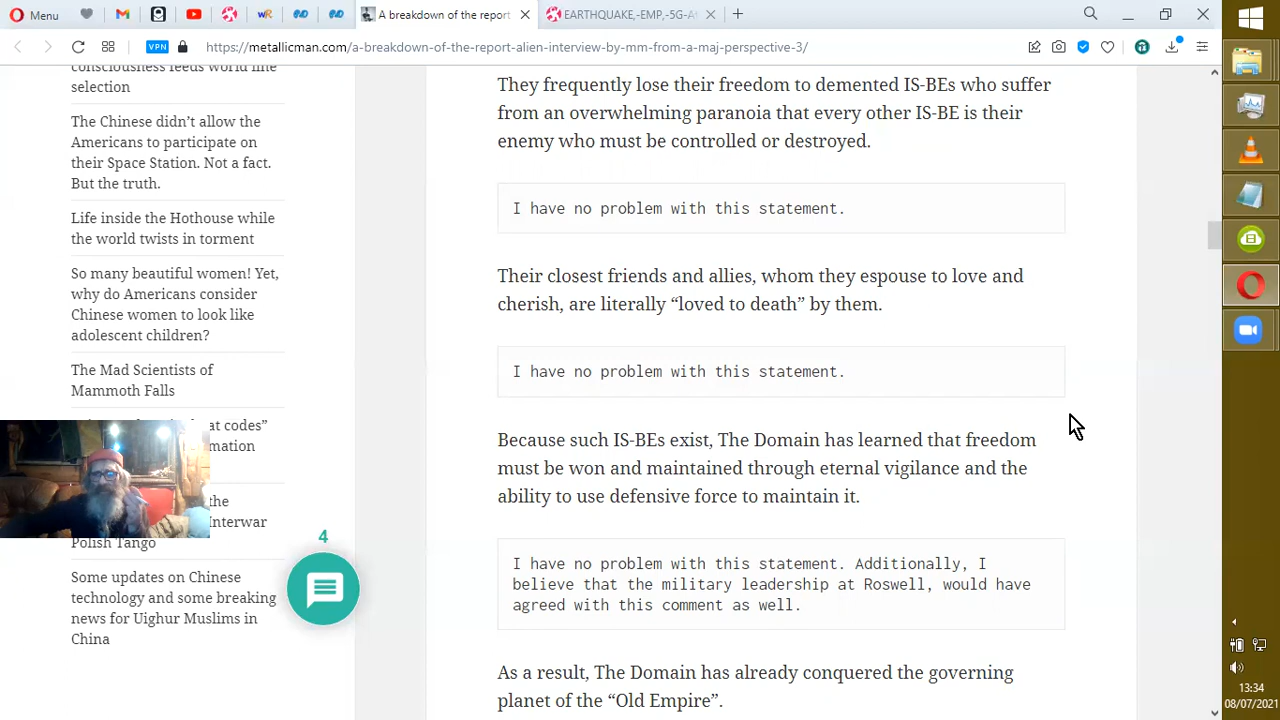 Menu
A breakdown of the report
EARTHQUAKE,-EMP,-5G-A
VPN
https://metallicman.com/a-breakdown-of-the-report-alien-interview-by-mm-from-a-maj-perspective-3/
consciousness feeds world line
selection
The Chinese didn’t allow the
Americans to participate on
their Space Station. Not a fact.
But the truth.
Life inside the Hothouse while
the world twists in torment
So many beautiful women! Yet,
why do Americans consider
Chinese women to look like
adolescent children?
The Mad Scientists of
Mammoth Falls
at codes”
mation
the
Interwar
Polish Tango
Some updates on Chinese
technology and some breaking
news for Uighur Muslims in
China
4
They frequently lose their freedom to demented IS-BEs who suffer
from an overwhelming paranoia that every other IS-BE is their
enemy who must be controlled or destroyed.
I have no problem with this statement.
Their closest friends and allies, whom they espouse to love and
cherish, are literally “loved to death” by them.
I have no problem with this statement.
Because such IS-BEs exist, The Domain has learned that freedom
must be won and maintained through eternal vigilance and the
ability to use defensive force to maintain it.
I have no problem with this statement. Additionally, I
believe that the military leadership at Roswell, would have
agreed with this comment as well.
As a result, The Domain has already conquered the governing
planet of the “Old Empire”.
13:34
08/07/2021